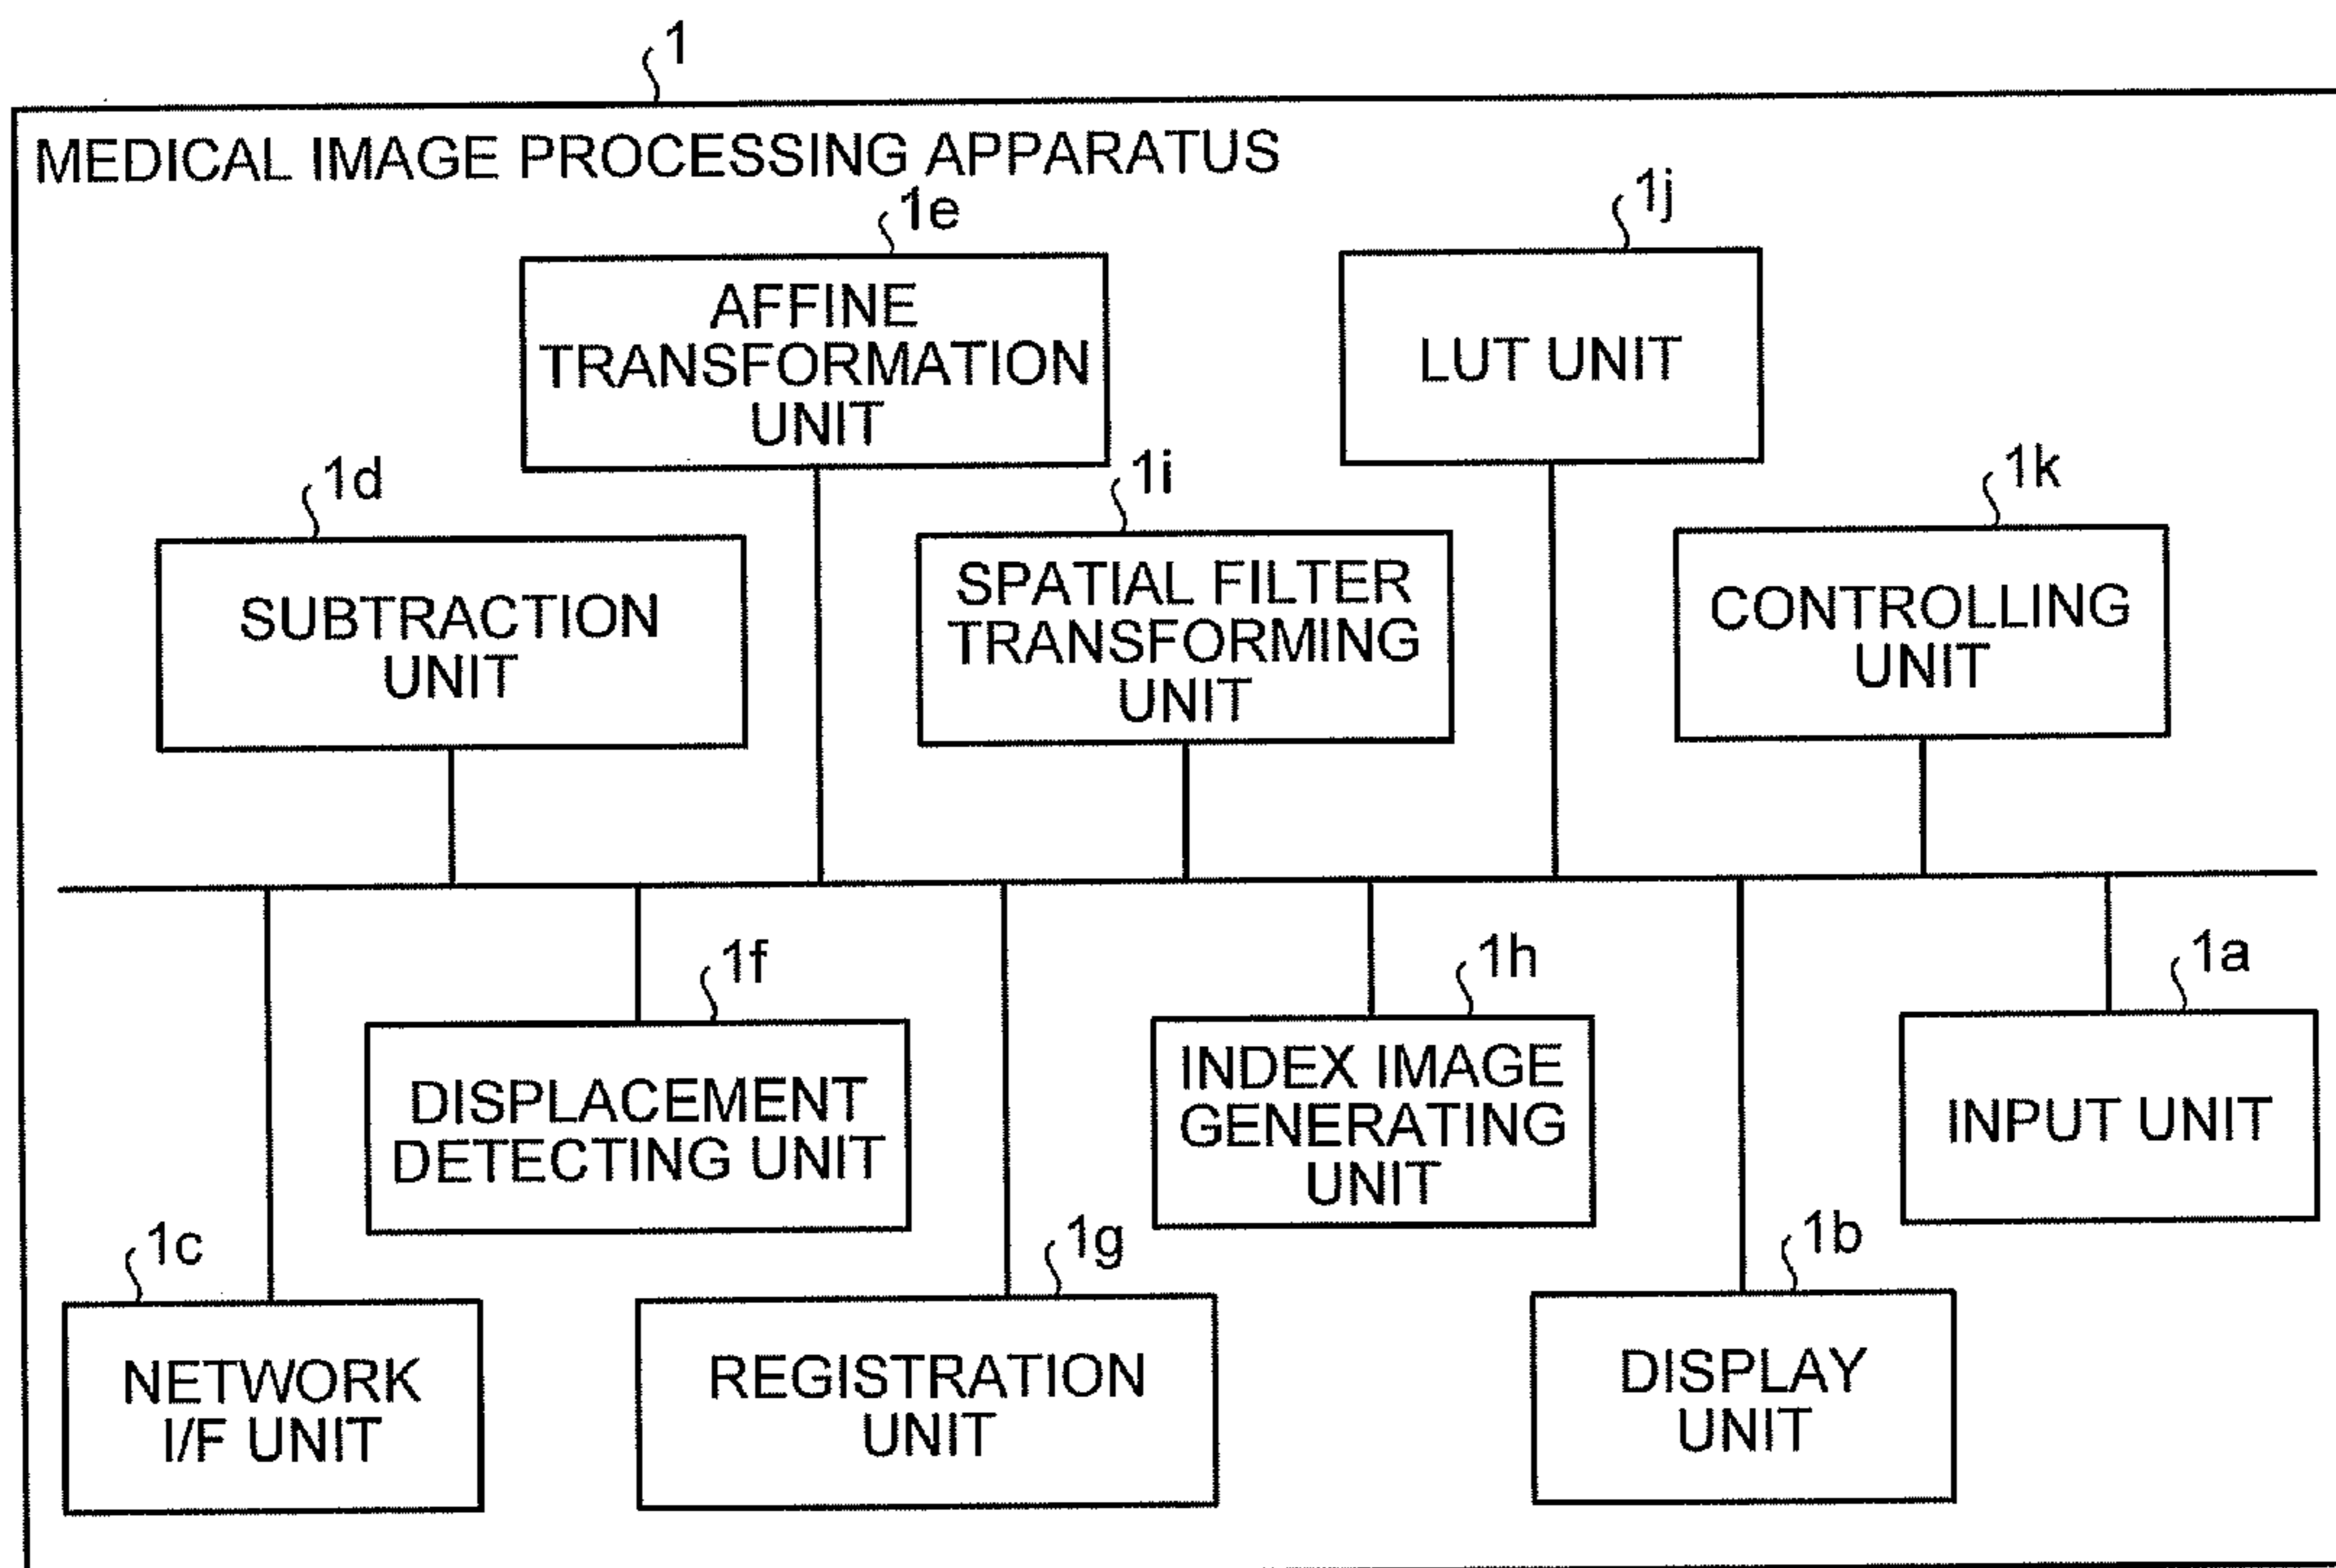 1
MEDICAL IMAGE PROCESSING APPARATUS
1e
AFFINE
TRANSFORMATION
UNIT
1j
LUT UNIT
1d
SUBTRACTION
UNIT
1i
SPATIAL FILTER
TRANSFORMING
UNIT
1k
CONTROLLING
UNIT
1f
DISPLACEMENT
DETECTING UNIT
1h
INDEX IMAGE
GENERATING
UNIT
1a
INPUT UNIT
1c
NETWORK
I/F UNIT
1g
REGISTRATION
UNIT
1b
DISPLAY
UNIT